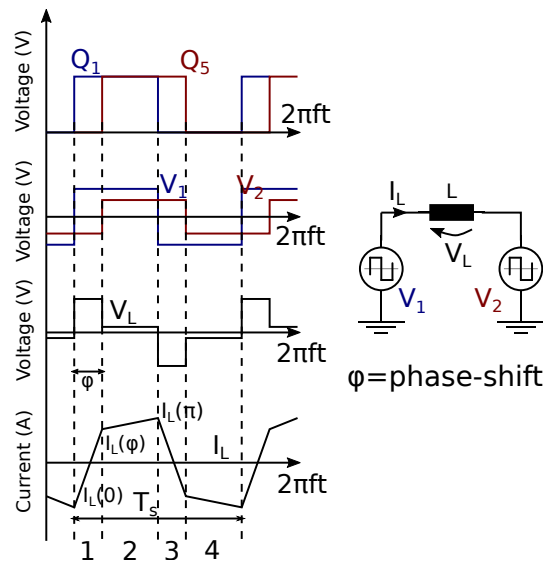 Voltage (V)
Q1
Q5
2πft
Voltage (V)
V1
V2
2πft
Voltage (V)
VL
2πft
φ
Current (A)
IL(π)
IL(φ)
IL
IL(0)
2πft
Ts
1 2 3 4
IL
L
VL
V1
V2
φ=phase-shift